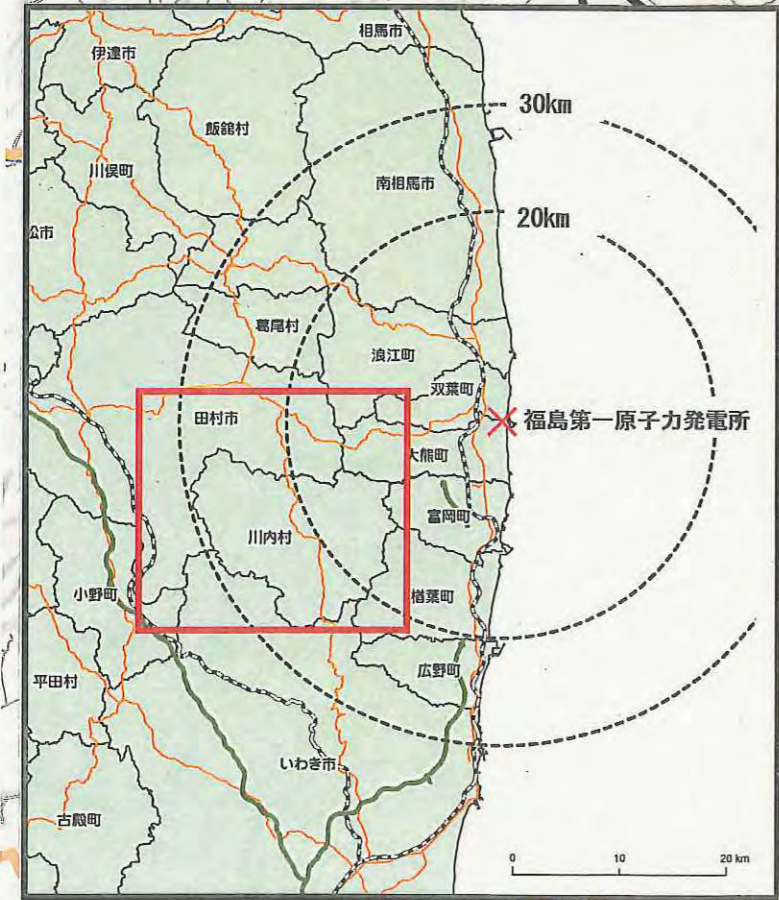 相馬市
伊達市
30km
飯舘村
川俣町
南相馬市
20km
松市
葛尾村
浪江町
双葉町
田村市
福島第一原子力発電所
大熊町
富岡町
川内村
小野町
楢葉町
広野町
平田村
いわき市
古殿町
0 10 20 km